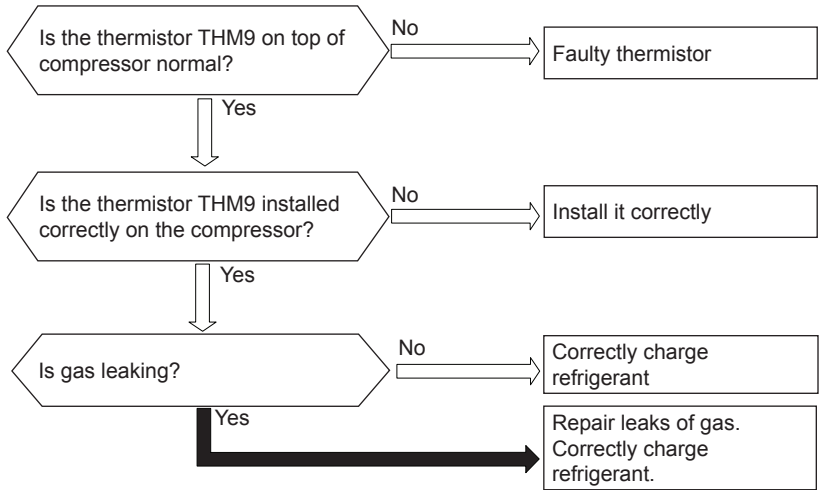 Is the thermistor THM9 on top of
compressor normal?
No
Faulty thermistor
Yes
Is the thermistor THM9 installed
correctly on the compressor?
No
Install it correctly
Yes
Is gas leaking?
No
Correctly charge
refrigerant
Yes
Repair leaks of gas.
Correctly charge
refrigerant.